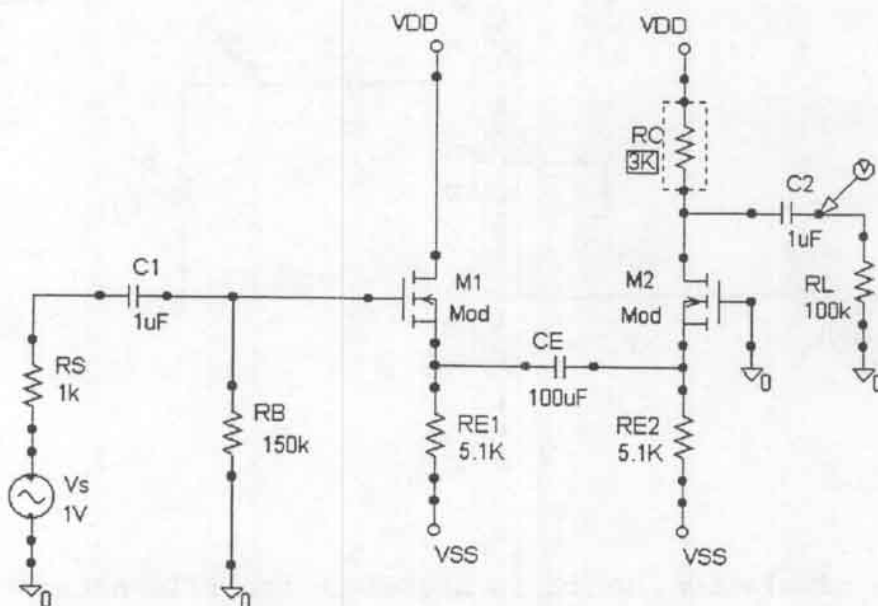 VDD
VDD
RC
3K
V
C2
1uF
C1
1uF
M1
Mod
M2
Mod
RL
100k
0
0
RS
1k
CE
100uF
RB
150k
RE1
5.1K
RE2
5.1K
Vs
1V
VSS
VSS
0
0